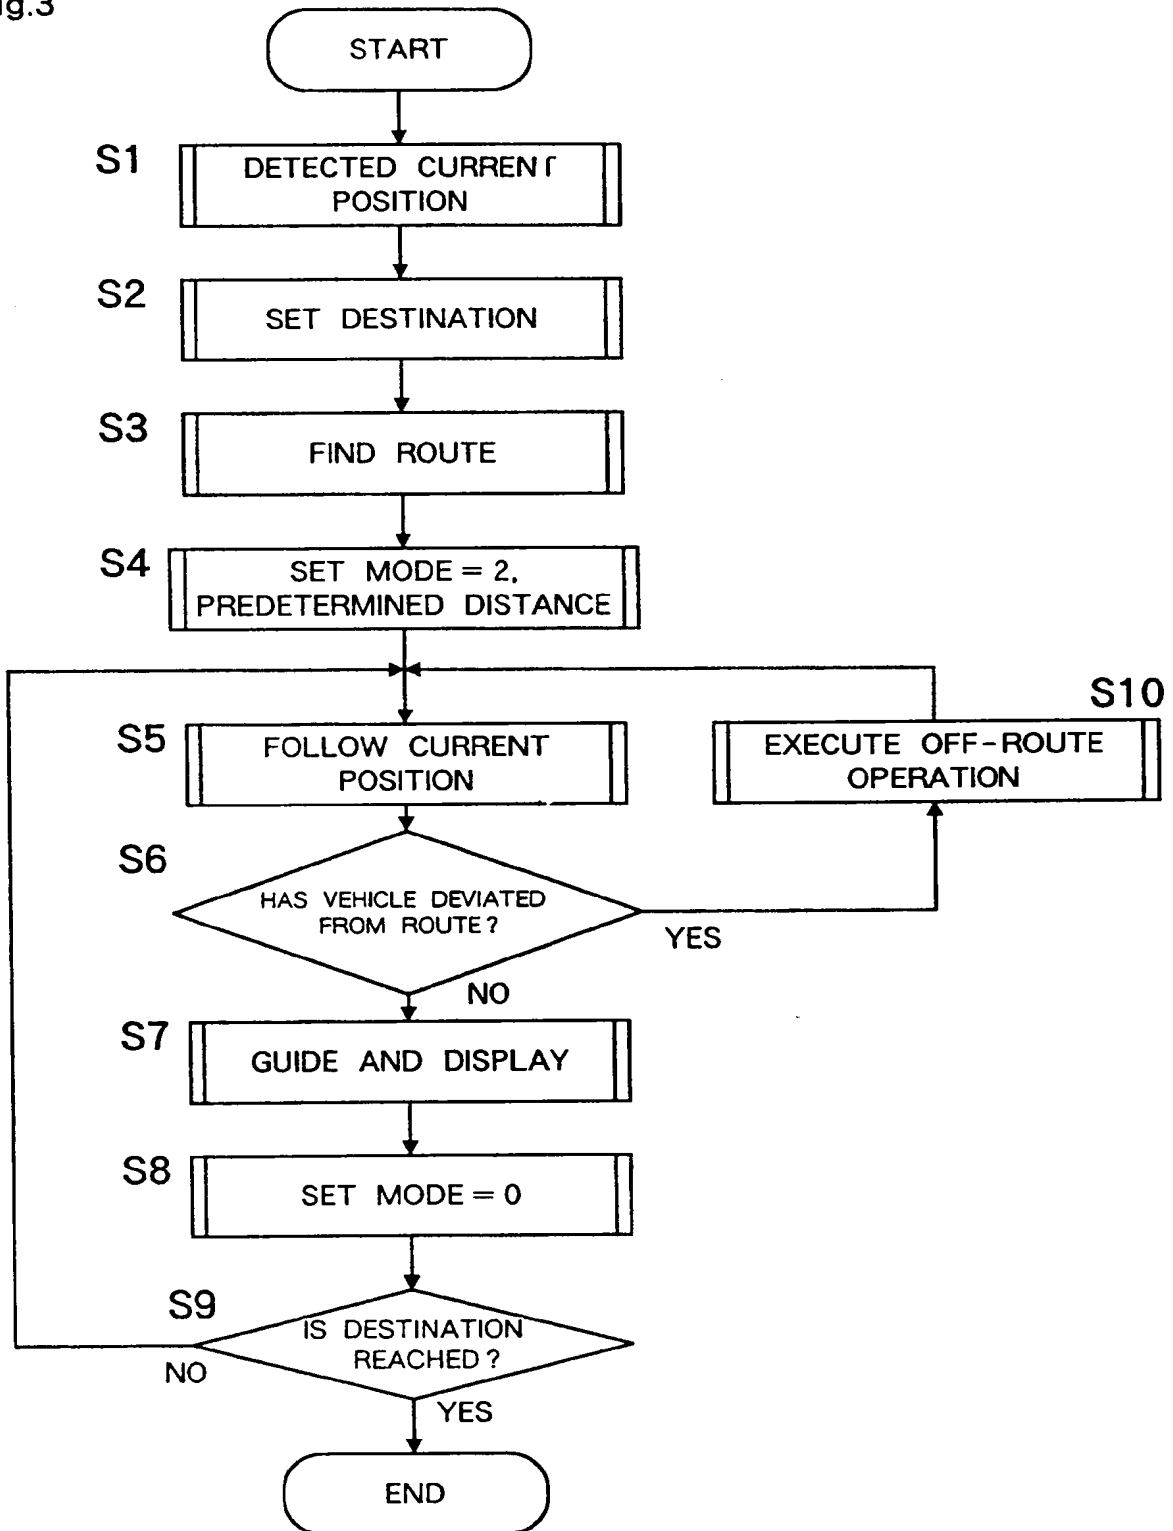 ig.3
START
S1
DETECTED CURRENT
POSITION
S2
SET DESTINATION
S3
FIND ROUTE
S4
SET MODE = 2,
PREDETERMINED DISTANCE
S10
S5
FOLLOW CURRENT
POSITION
EXECUTE OFF-ROUTE
OPERATION
S6
HAS VEHICLE DEVIATED
FROM ROUTE?
YES
NO
S7
GUIDE AND DISPLAY
S8
SET MODE = 0
S9
IS DESTINATION
REACHED?
NO
YES
END